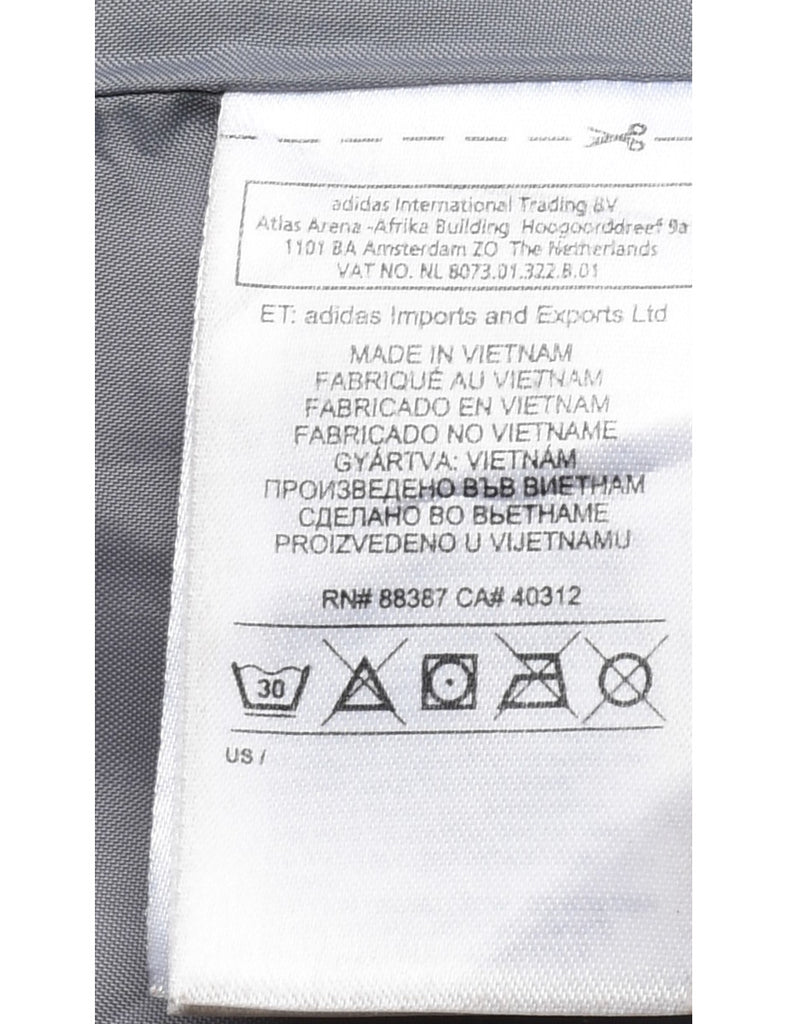 adidas International Trading BV
Atlas Arena -Afrika Building Hoogoorddreef 9a
1101 BA Amsterdam ZO The Netherlands
VAT NO. NL 8073.01.322.B.01
ET: adidas Imports and Exports Ltd
MADE IN VIETNAM
FABRIQUÉ AU VIETNAM
FABRICADO EN VIETNAM
FABRICADO NO VIETNAME
GYÁRTVA: VIETNÁM
ПРОИЗВЕДЕНО ВЪВ ВИЕТНАМ
СДЕЛАНО ВО ВЬЕТНАМЕ
PROIZVEDENO U VIJETNAMU
RN# 88387 CA# 40312
30
US /